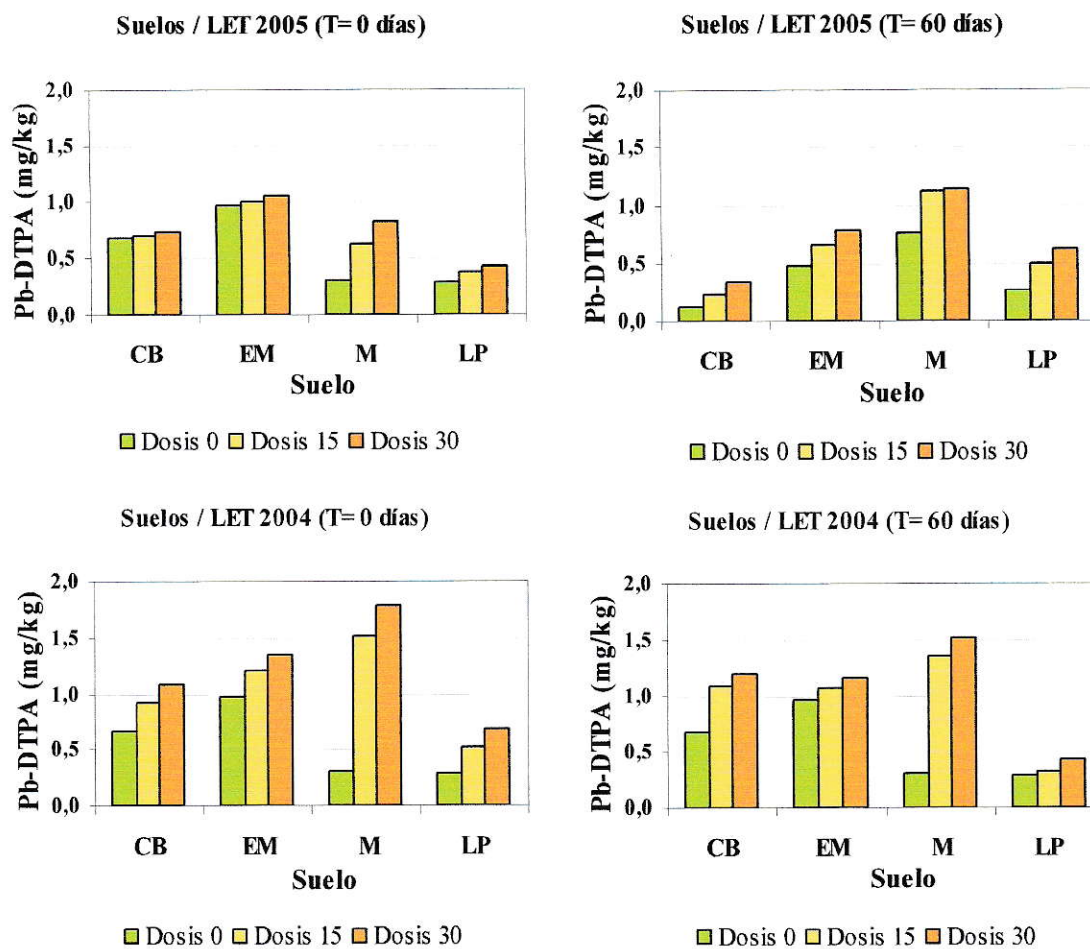 Suelos / LET 2005 (T= 0 días)
Pb-DTPA (mg/kg)
2,0
1,5
1,0
0,5
0,0
CB EM M LP
Suelo
Dosis 0 Dosis 15 Dosis 30
Suelos / LET 2005 (T= 60 días)
Pb-DTPA (mg/kg)
2,0
1,5
1,0
0,5
0,0
CB EM M LP
Suelo
Dosis 0 Dosis 15 Dosis 30
Suelos / LET 2004 (T= 0 días)
Pb-DTPA (mg/kg)
2,0
1,5
1,0
0,5
0,0
CB EM M LP
Suelo
Dosis 0 Dosis 15 Dosis 30
Suelos / LET 2004 (T= 60 días)
Pb-DTPA (mg/kg)
2,0
1,5
1,0
0,5
0,0
CB EM M LP
Suelo
Dosis 0 Dosis 15 Dosis 30